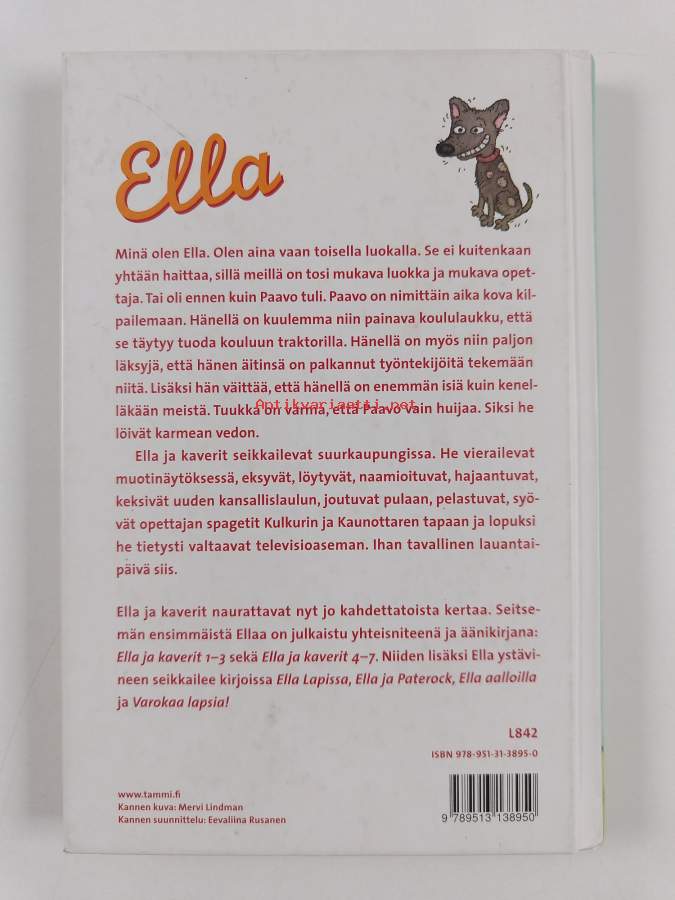 Ella
Minä olen Ella. Olen aina vaan toisella luokalla. Se ei kuitenkaan
yhtään haittaa, sillä meillä on tosi mukava luokka ja mukava opet-
taja. Tai oli ennen kuin Paavo tuli. Paavo on nimittäin aika kova kil-
pailemaan. Hänellä on kuulemma niin painava koululaukku, että
se täytyy tuoda kouluun traktorilla. Hänellä on myös niin paljon
läksyjä, että hänen äitinsä on palkannut työntekijöitä tekemään
niitä. Lisäksi hän väittää, että hänellä on enemmän isiä kuin kenel-
läkään meistä. Tuukka on varma, että Paavo vain huijaa. Siksi he
Antikvariaatti.net
löivät karmean vedon.
Ella ja kaverit seikkailevat suurkaupungissa. He vierailevat
muotinäytöksessä, eksyvät, löytyvät, naamioituvat, hajaantuvat,
keksivät uuden kansallislaulun, joutuvat pulaan, pelastuvat, syö-
vät opettajan spagetit Kulkurin ja Kaunottaren tapaan ja lopuksi
he tietysti valtaavat televisioaseman. Ihan tavallinen lauantai-
päivä siis.
Ella ja kaverit naurattavat nyt jo kahdettatoista kertaa. Seitse-
män ensimmäistä Ellaa on julkaistu yhteisniteenä ja äänikirjana:
Ella ja kaverit 1–3 sekä Ella ja kaverit 4–7. Niiden lisäksi Ella ystävi-
neen seikkailee kirjoissa Ella Lapissa, Ella ja Paterock, Ella aalloilla
ja Varokaa lapsia!
L842
ISBN 978-951-31-3895-0
www.tammi.fi
Kannen kuva: Mervi Lindman
Kannen suunnittelu: Eevaliina Rusanen
9 789513 138950